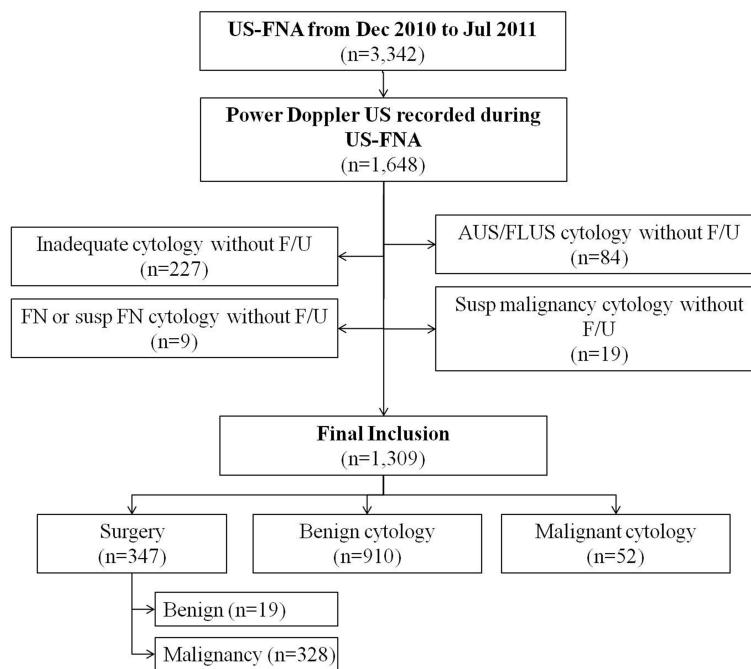 US-FNA from Dec 2010 to Jul 2011
(n=3,342)
Power Doppler US recorded during
US-FNA
(n=1,648)
Inadequate cytology without F/U
(n=227)
AUS/FLUS cytology without F/U
(n=84)
FN or susp FN cytology without F/U
(n=9)
Susp malignancy cytology without
F/U
(n=19)
Final Inclusion
(n=1,309)
Surgery
(n=347)
Benign cytology
(n=910)
Malignant cytology
(n=52)
Benign (n=19)
Malignancy (n=328)